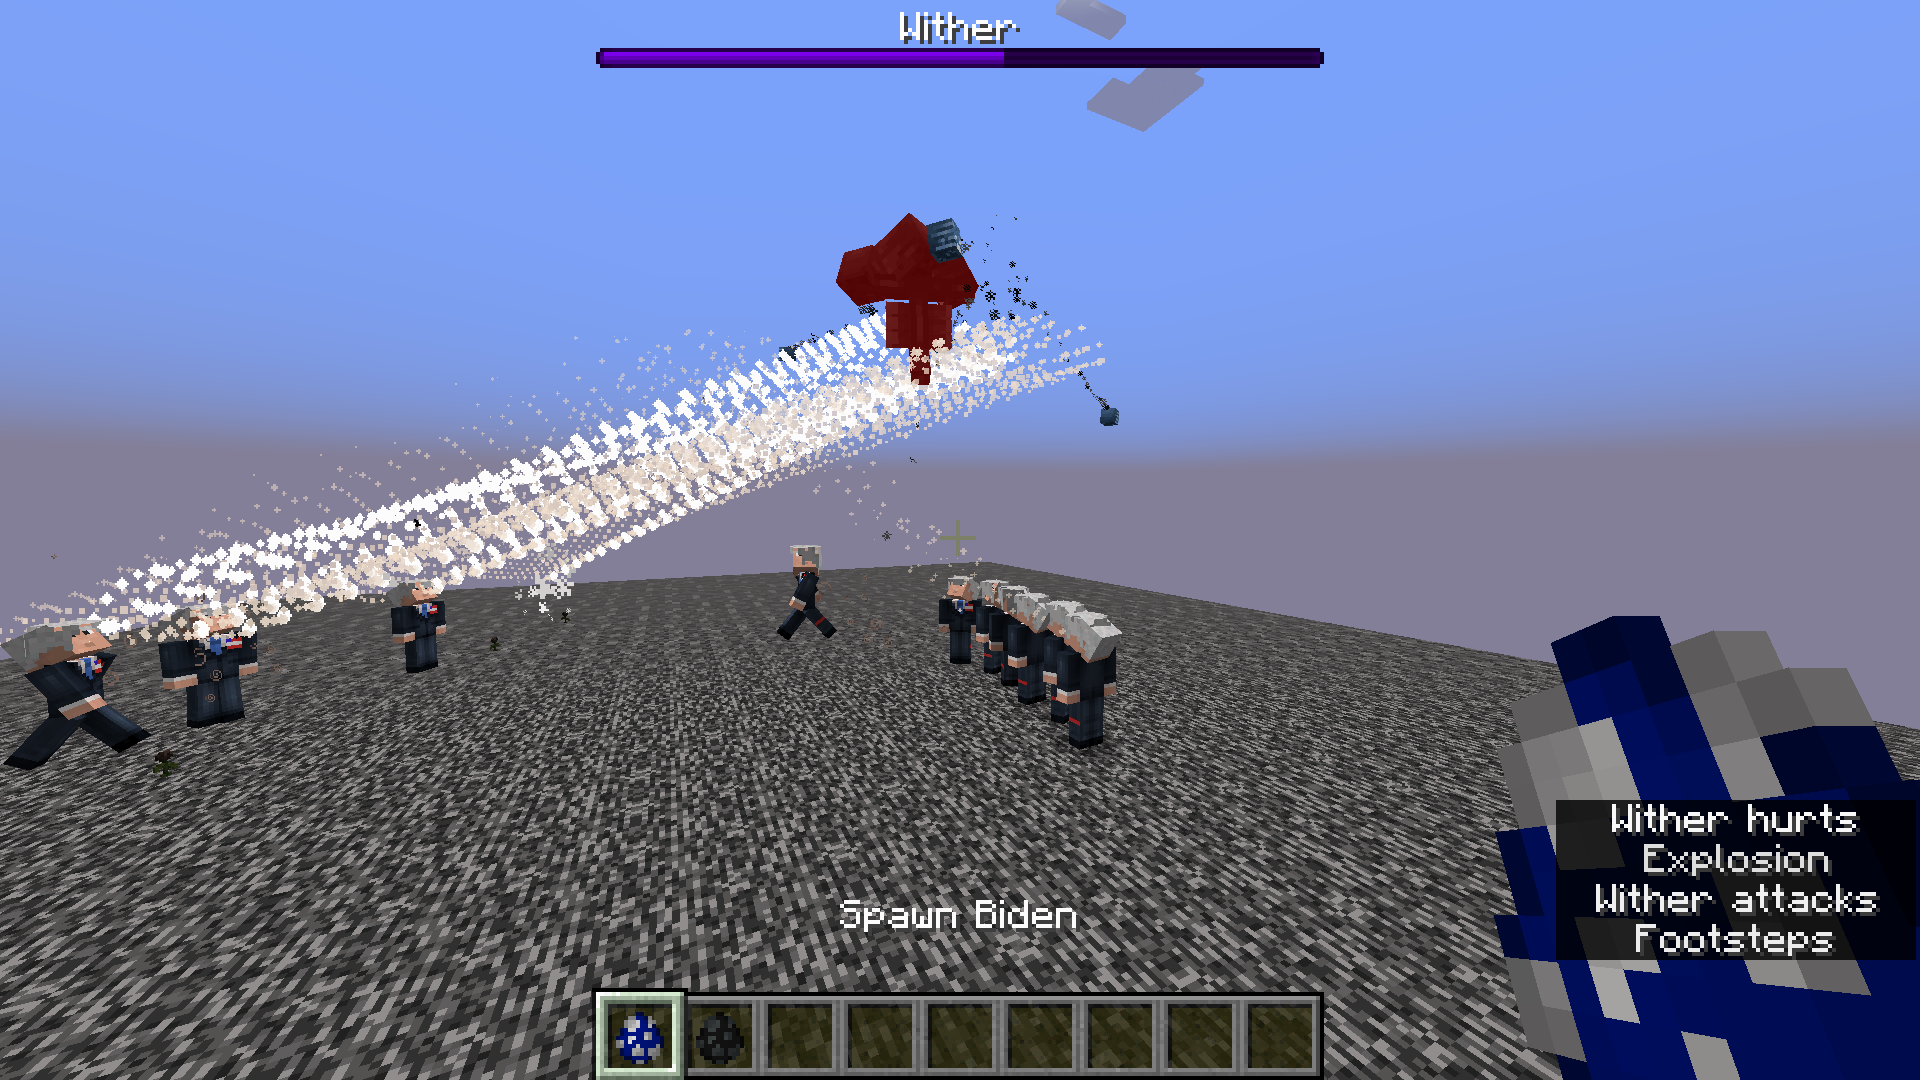 Wither
Wither hurts
Explosion
Wither attacks
Spawn Biden
Footsteps